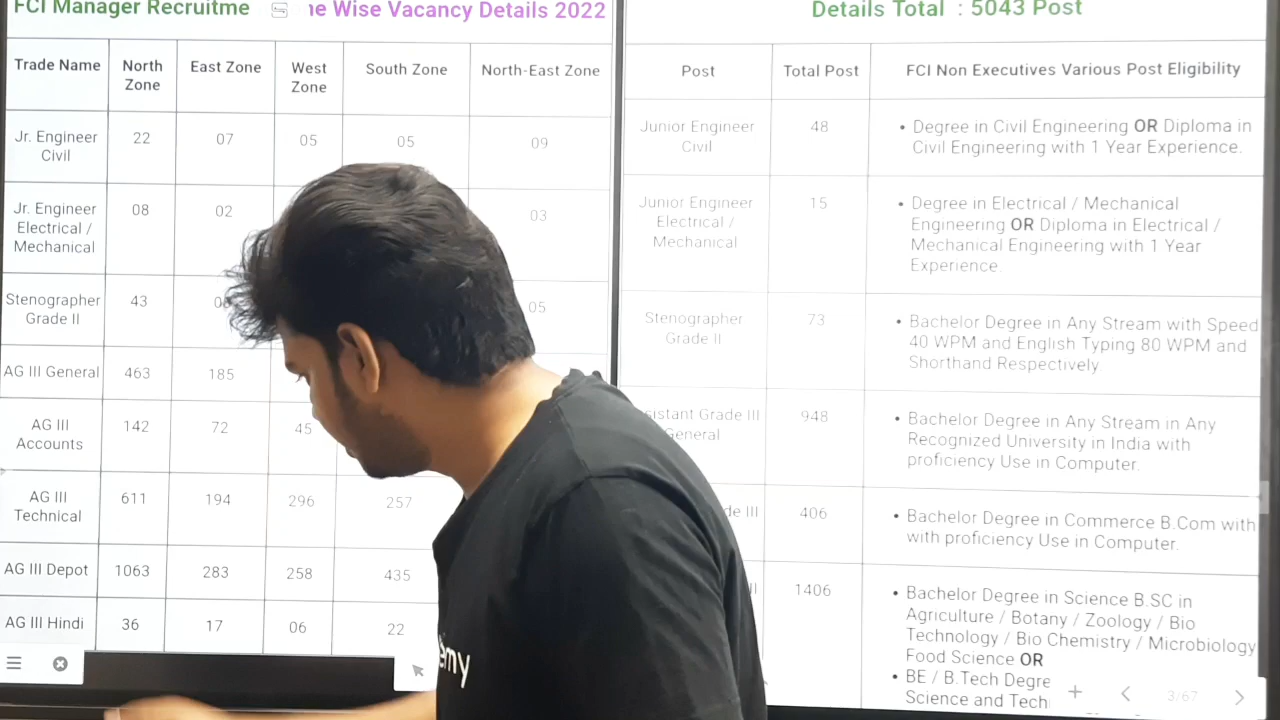 FCI Manager Recruitme
ne Wise Vacancy Details 2022
Trade Name North Zone East Zone West Zone South Zone North-East Zone
Jr. Engineer Civil 22 07 05 05 09
Jr. Engineer Electrical / Mechanical 08 02 03
Stenographer Grade II 43 05
AG III General 463 185
AG III Accounts 142 72 45
AG III Technical 611 194 296 257
AG III Depot 1063 283 258 435
AG III Hindi 36 17 06 22
Details Total : 5043 Post
Post Total Post FCI Non Executives Various Post Eligibility
Junior Engineer Civil 48
• Degree in Civil Engineering OR Diploma in
Civil Engineering with 1 Year Experience.
Junior Engineer Electrical / Mechanical 15
• Degree in Electrical / Mechanical
Engineering OR Diploma in Electrical /
Mechanical Engineering with 1 Year
Experience.
Stenographer Grade II 73
• Bachelor Degree in Any Stream with Speed
40 WPM and English Typing 80 WPM and
Shorthand Respectively
sistant Grade III General 948
• Bachelor Degree in Any Stream in Any
Recognized University in India with
proficiency Use in Computer.
de III 406
• Bachelor Degree in Commerce B.Com with
with proficiency Use in Computer.
1406
• Bachelor Degree in Science B.SC in
Agriculture / Botany / Zoology / Bio
Technology / Bio Chemistry / Microbiology
Food Science OR
• BE / B.Tech Degre
Science and Tech
3/67
emy